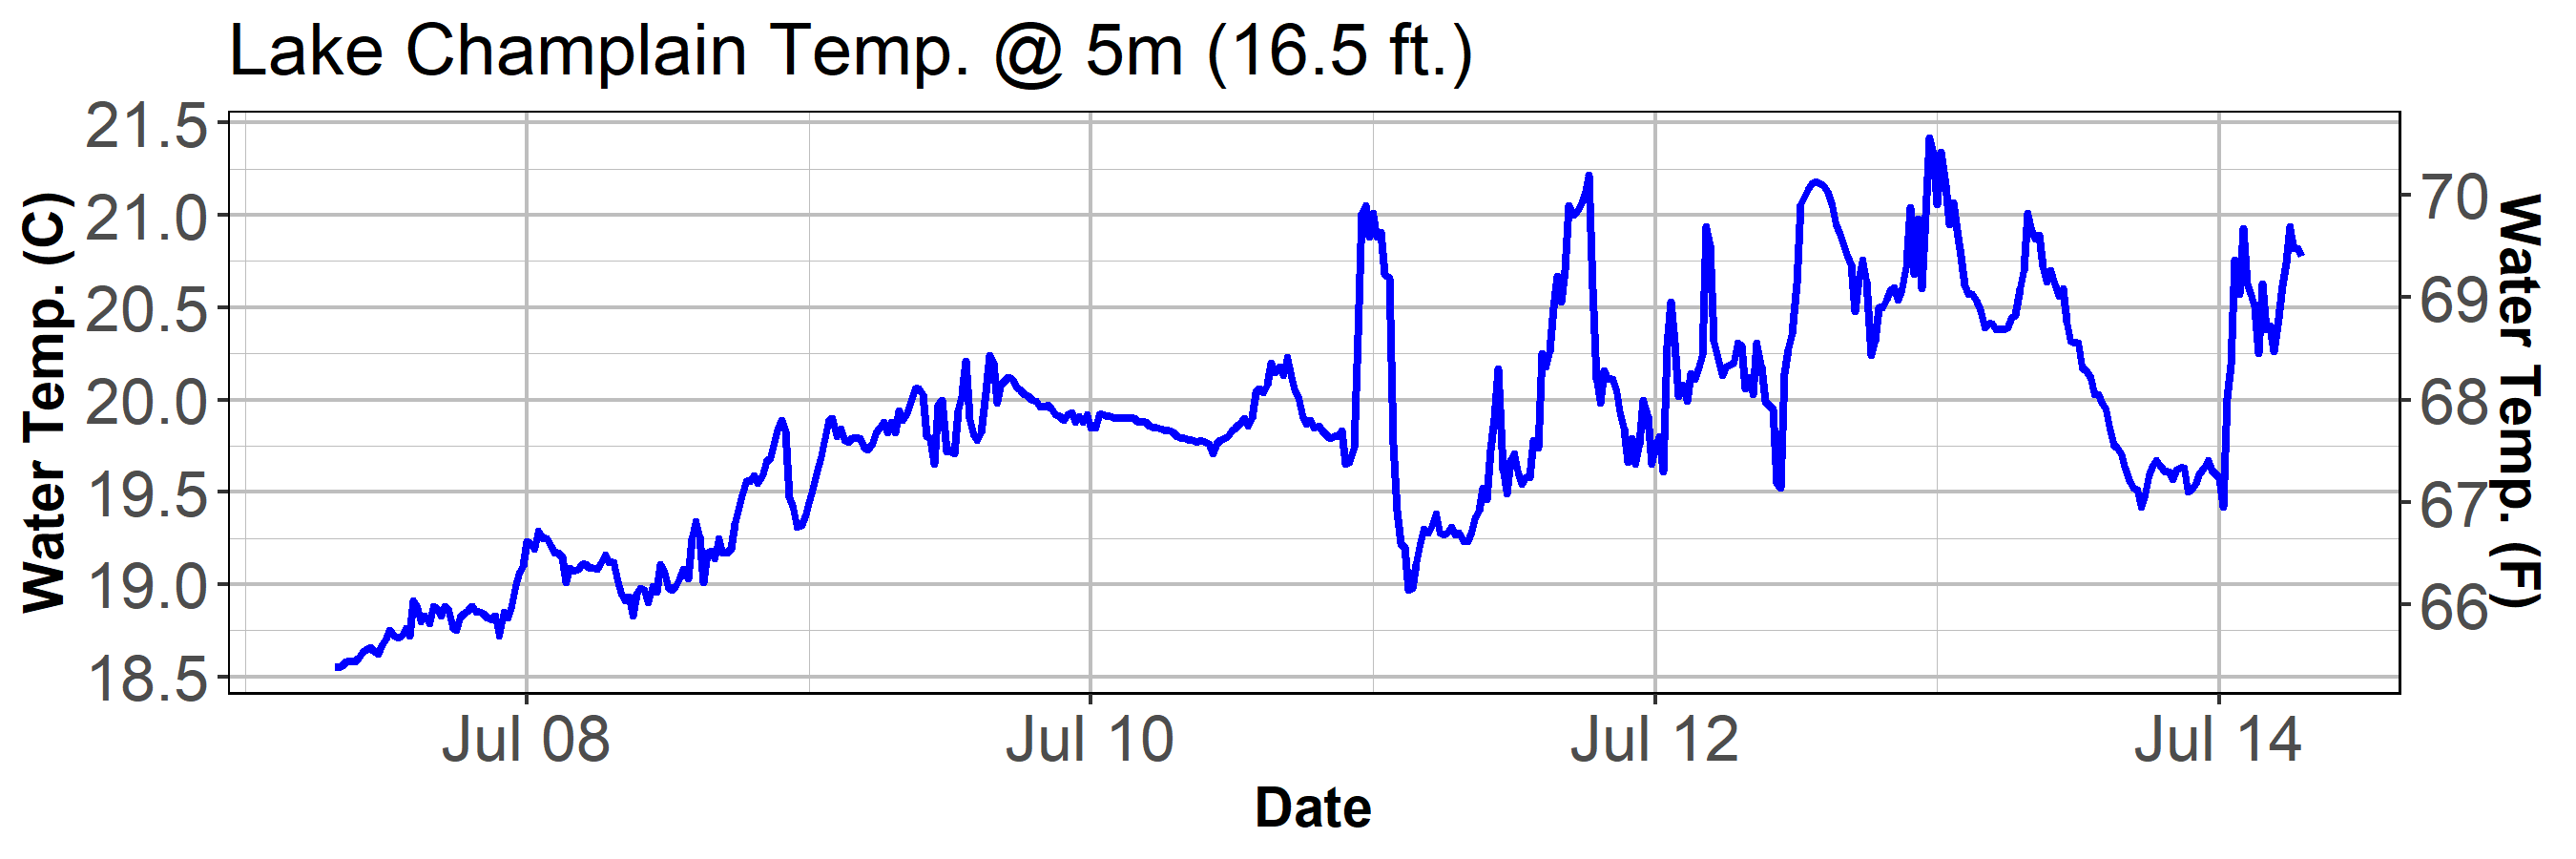 Lake Champlain Temp. @ 5m (16.5 ft.)
Water Temp. (C)
21.5
21.0
20.5
20.0
19.5
19.0
18.5
70
69
68
67
66
Water Temp. (F)
Jul 08 Jul 10 Jul 12 Jul 14
Date